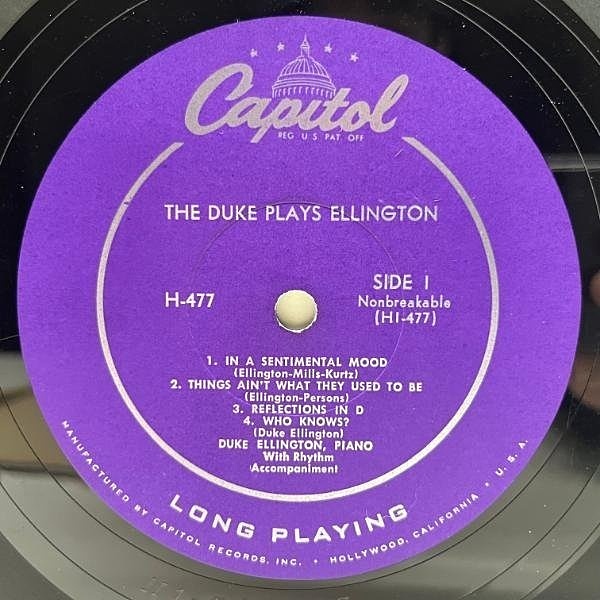 Capitol
REG. U.S. PAT. OFF.
THE DUKE PLAYS ELLINGTON
H-477
SIDE 1
Nonbreakable
(H1-477)
1. IN A SENTIMENTAL MOOD
(Ellington-Mills-Kurtz)
2. THINGS AIN'T WHAT THEY USED TO BE
(Ellington-Persons)
3. REFLECTIONS IN D
4. WHO KNOWS?
(Duke Ellington)
DUKE ELLINGTON, PIANO
With Rhythm
Accompaniment
LONG PLAYING
MANUFACTURED BY CAPITOL RECORDS, INC. • HOLLYWOOD, CALIFORNIA • U.S.A.